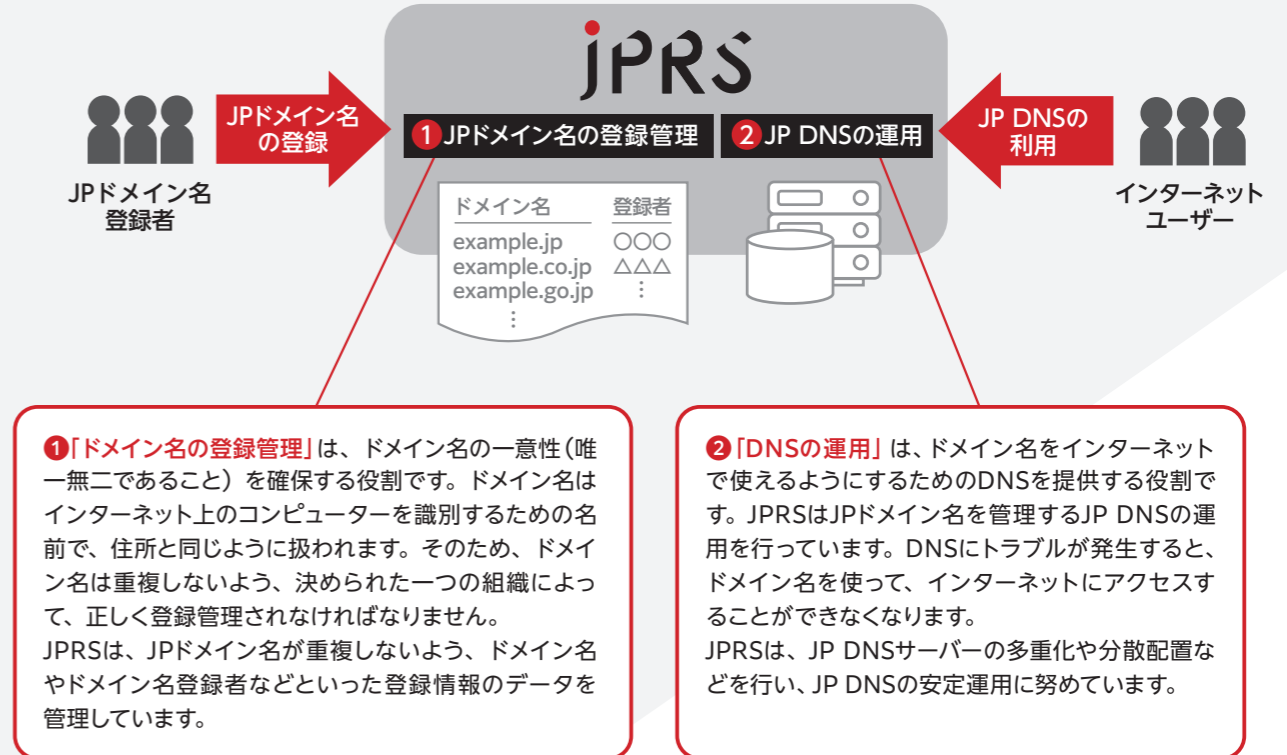 jPRS
JPドメイン名
の登録
❶JPドメイン名の登録管理
❷JP DNSの運用
JP DNSの
利用
JPドメイン名
登録者
インターネット
ユーザー
ドメイン名 登録者
example.jp 〇〇〇
example.co.jp △△△
example.go.jp ⋮
⋮
❶「ドメイン名の登録管理」は、ドメイン名の一意性(唯
一無二であること)を確保する役割です。ドメイン名は
インターネット上のコンピューターを識別するための名
前で、住所と同じように扱われます。そのため、ドメイ
ン名は重複しないよう、決められた一つの組織によっ
て、正しく登録管理されなければなりません。
JPRSは、JPドメイン名が重複しないよう、ドメイン名
やドメイン名登録者などといった登録情報のデータを
管理しています。
❷「DNSの運用」は、ドメイン名をインターネット
で使えるようにするためのDNSを提供する役割で
す。JPRSはJPドメイン名を管理するJP DNSの運
用を行っています。DNSにトラブルが発生すると、
ドメイン名を使って、インターネットにアクセスす
ることができなくなります。
JPRSは、JP DNSサーバーの多重化や分散配置な
どを行い、JP DNSの安定運用に努めています。